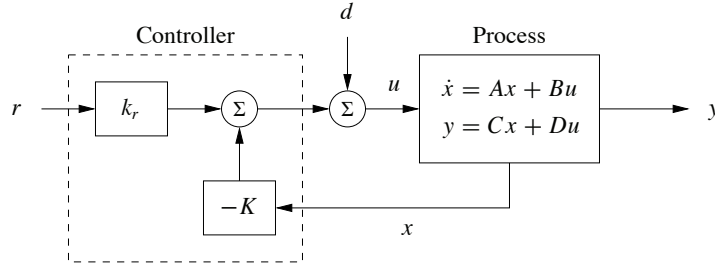 d
Controller
Process
r
k_r
Σ
Σ
u
ẋ = Ax + Bu
y = Cx + Du
y
−K
x